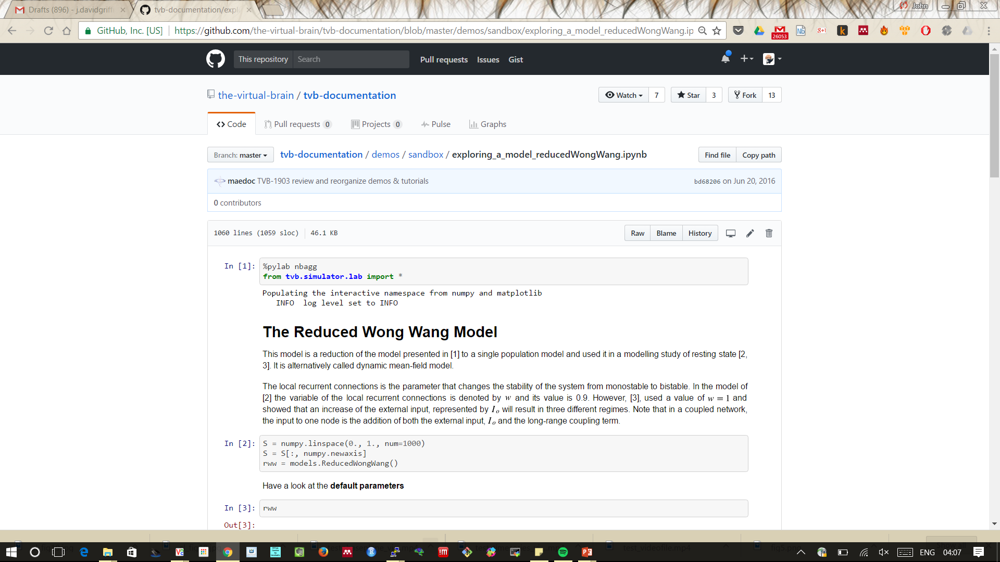 Drafts (896) - j.davidgriff
tvb-documentation/expl
John
GitHub, Inc. [US]
https://github.com/the-virtual-brain/tvb-documentation/blob/master/demos/sandbox/exploring_a_model_reducedWongWang.ip
26053
This repository
Search
Pull requests
Issues
Gist
the-virtual-brain / tvb-documentation
Watch
7
Star
3
Fork
13
Code
Pull requests 0
Projects 0
Pulse
Graphs
Branch: master
tvb-documentation / demos / sandbox / exploring_a_model_reducedWongWang.ipynb
Find file
Copy path
maedoc TVB-1903 review and reorganize demos & tutorials
bd68206 on Jun 20, 2016
0 contributors
1060 lines (1059 sloc)
46.1 KB
Raw
Blame
History
In [1]:
%pylab nbagg
from tvb.simulator.lab import *
Populating the interactive namespace from numpy and matplotlib
INFO log level set to INFO
The Reduced Wong Wang Model
This model is a reduction of the model presented in [1] to a single population model and used it in a modelling study of resting state [2,
3]. It is alternatively called dynamic mean-field model.
The local recurrent connections is the parameter that changes the stability of the system from monostable to bistable. In the model of
[2] the variable of the local recurrent connections is denoted by w and its value is 0.9. However, [3], used a value of w = 1 and
showed that an increase of the external input, represented by I_o will result in three different regimes. Note that in a coupled network,
the input to one node is the addition of both the external input, I_o and the long-range coupling term.
In [2]:
S = numpy.linspace(0., 1., num=1000)
S = S[:, numpy.newaxis]
rww = models.ReducedWongWang()
Have a look at the default parameters
In [3]:
rww
Out[3]:
ENG
04:07